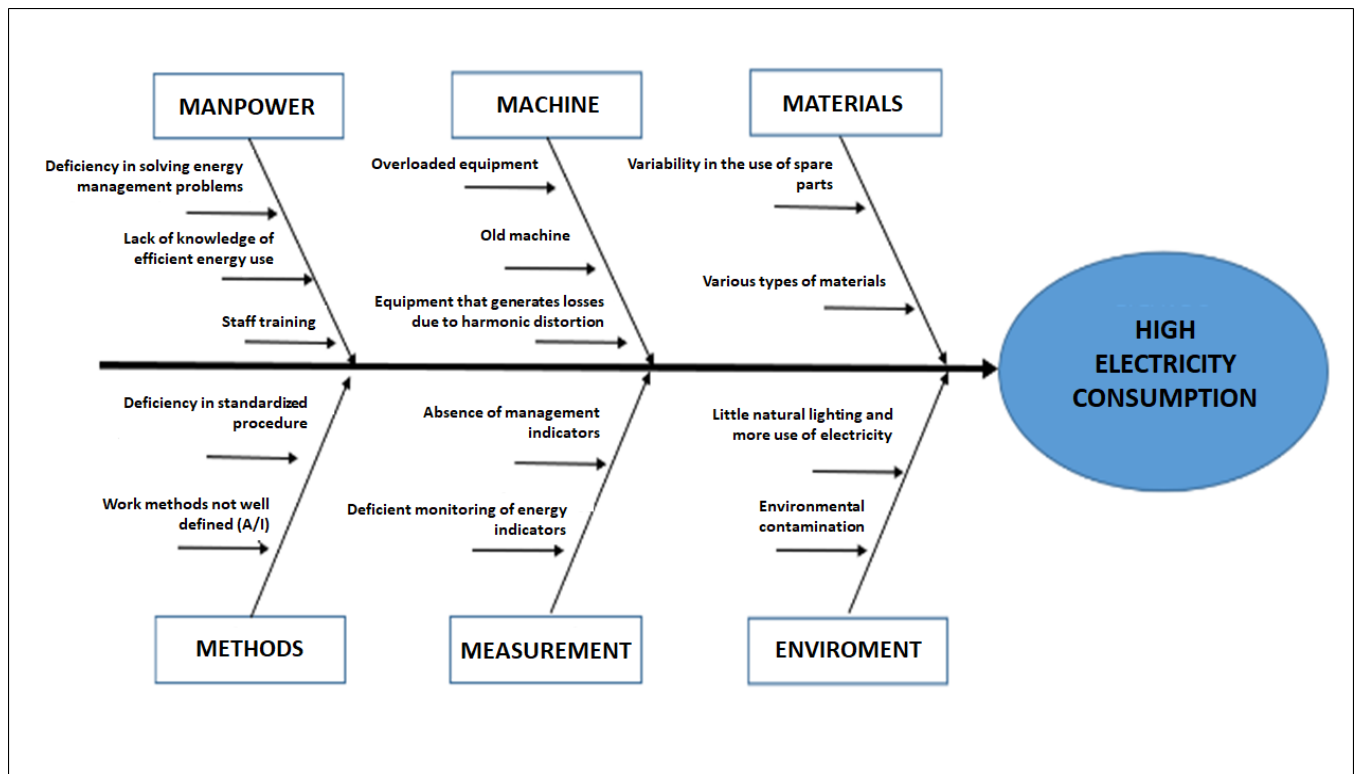 MANPOWER
MACHINE
MATERIALS
Deficiency in solving energy
management problems
Lack of knowledge of
efficient energy use
Staff training
Overloaded equipment
Old machine
Equipment that generates losses
due to harmonic distortion
Variability in the use of spare
parts
Various types of materials
HIGH
ELECTRICITY
CONSUMPTION
Deficiency in standardized
procedure
Work methods not well
defined (A/I)
Absence of management
indicators
Deficient monitoring of energy
indicators
Little natural lighting and
more use of electricity
Environmental
contamination
METHODS
MEASUREMENT
ENVIROMENT